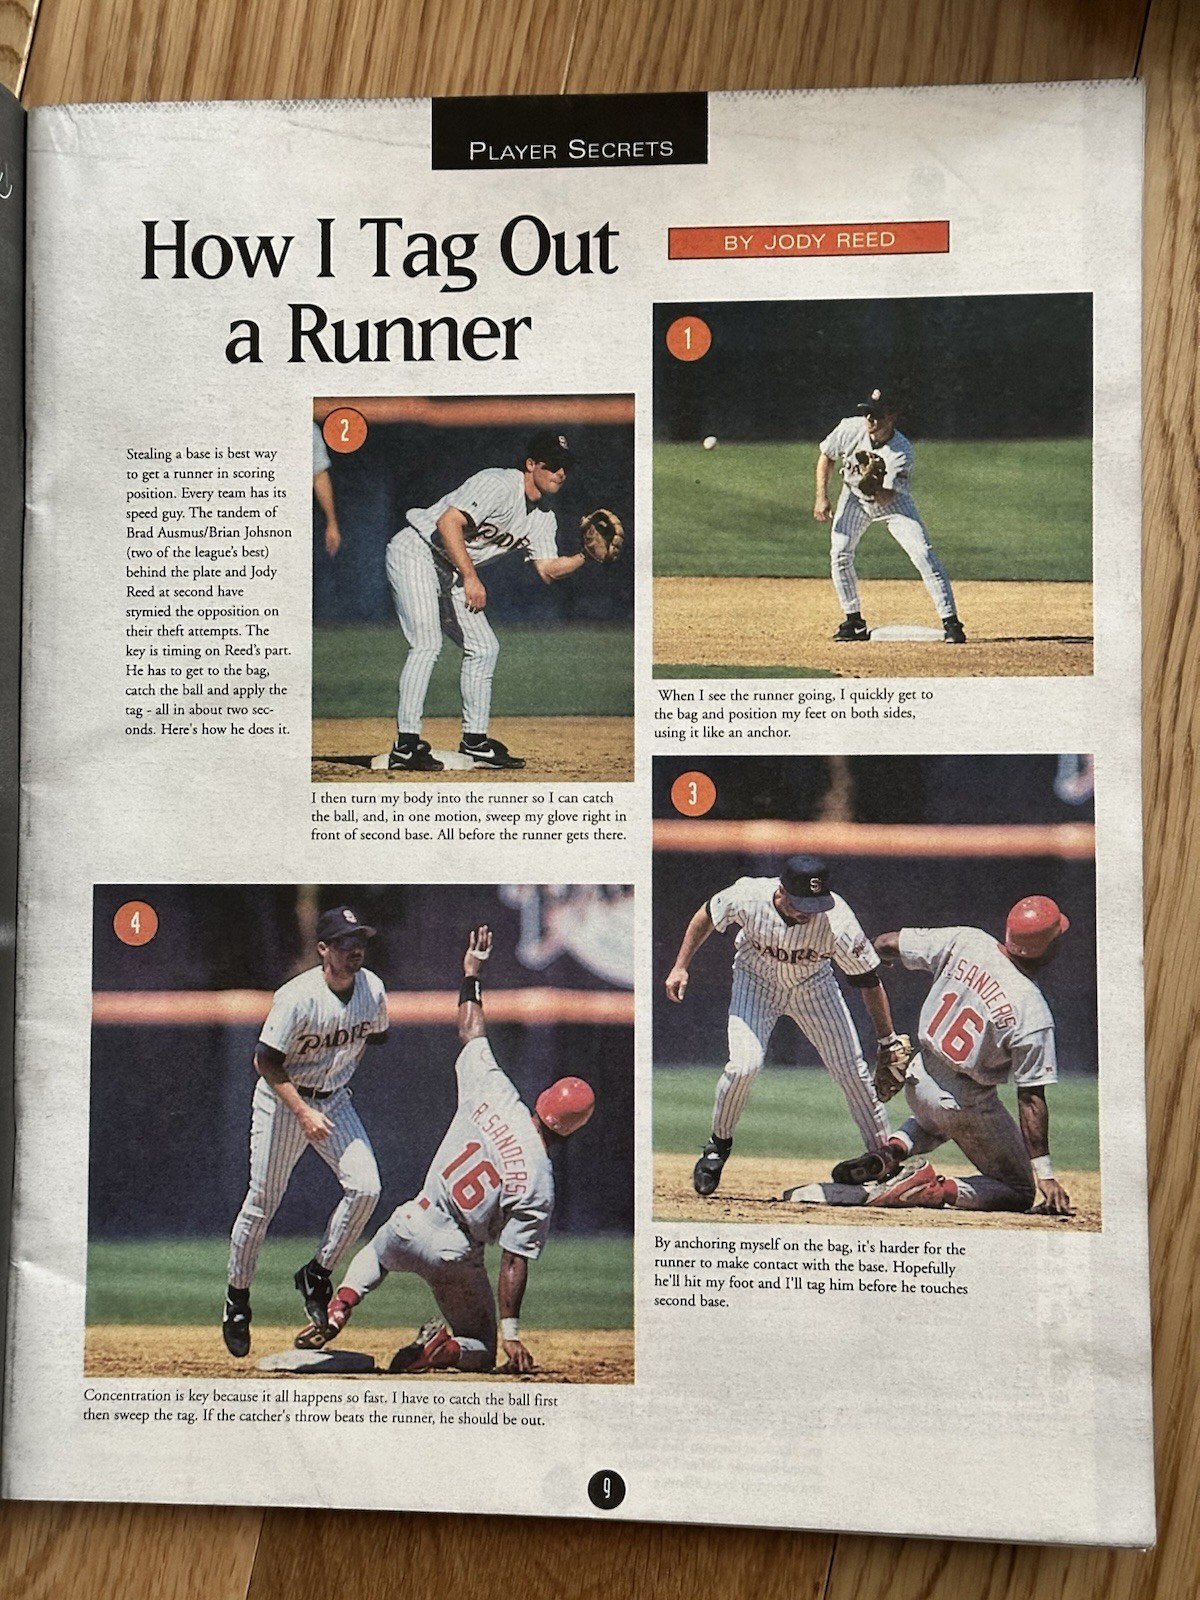 PLAYER SECRETS
How I Tag Out
a Runner
BY JODY REED
Stealing a base is best way
to get a runner in scoring
position. Every team has its
speed guy. The tandem of
Brad Ausmus/Brian Johsnon
(two of the league's best)
behind the plate and Jody
Reed at second have
stymied the opposition on
their theft attempts. The
key is timing on Reed's part.
He has to get to the bag,
catch the ball and apply the
tag - all in about two sec-
onds. Here's how he does it.
1
When I see the runner going, I quickly get to
the bag and position my feet on both sides,
using it like an anchor.
2
I then turn my body into the runner so I can catch
the ball, and, in one motion, sweep my glove right in
front of second base. All before the runner gets there.
3
PADRES
SANDERS
16
By anchoring myself on the bag, it's harder for the
runner to make contact with the base. Hopefully
he'll hit my foot and I'll tag him before he touches
second base.
4
PADRE
R.SANDERS
16
Concentration is key because it all happens so fast. I have to catch the ball first
then sweep the tag. If the catcher's throw beats the runner, he should be out.
9